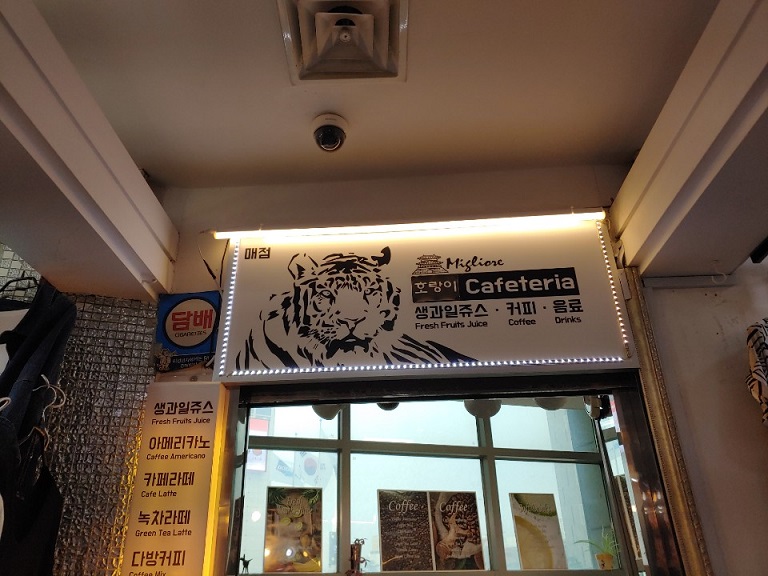 매점
Migliore
호랑이 Cafeteria
생과일쥬스 · 커피 · 음료
Fresh Fruits Juice Coffee Drinks
담배
CIGARETTES
생과일쥬스
Fresh Fruits Juice
아메리카노
Coffee Americano
카페라떼
Cafe Latte
녹차라떼
Green Tea Latte
다방커피
Coffee Mix
Coffee
Coffee